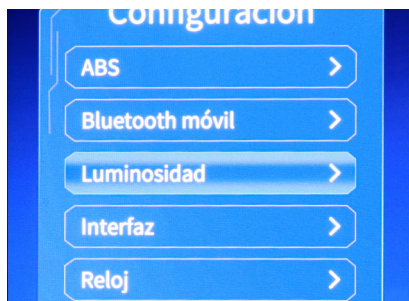 Configuración
ABS
Bluetooth móvil
Luminosidad
Interfaz
Reloj